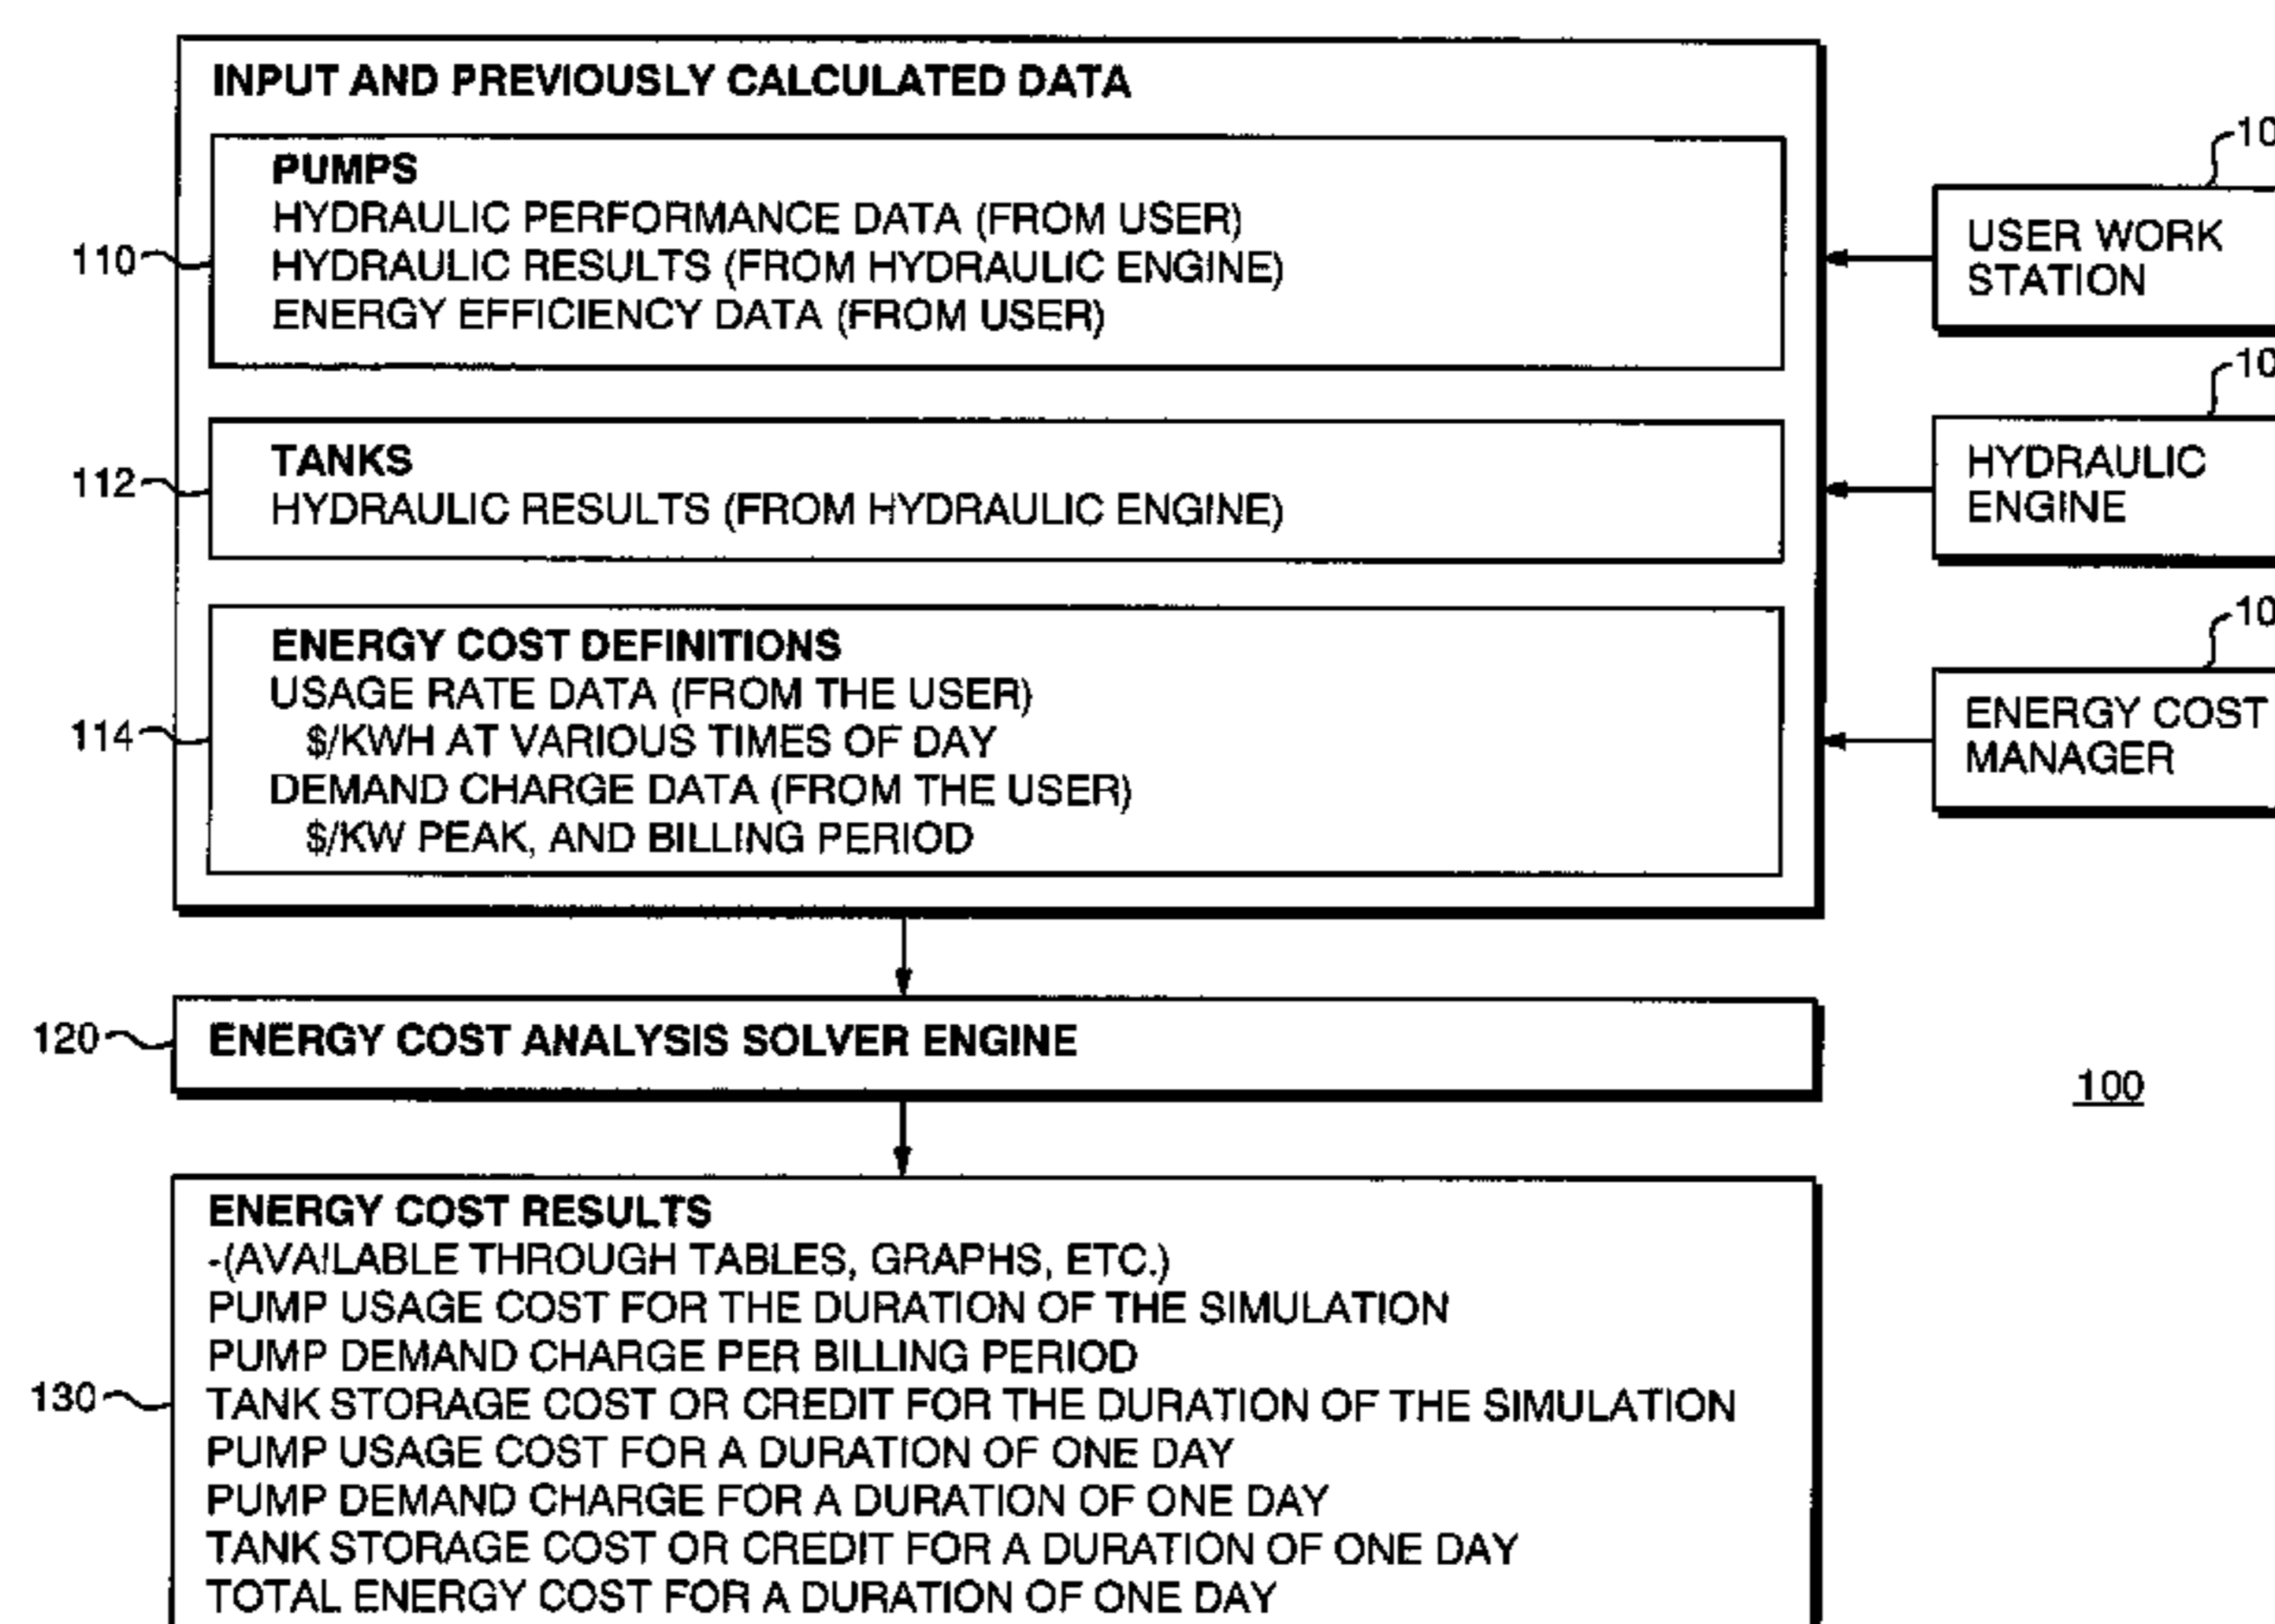 INPUT AND PREVIOUSLY CALCULATED DATA
PUMPS
HYDRAULIC PERFORMANCE DATA (FROM USER)
HYDRAULIC RESULTS (FROM HYDRAULIC ENGINE)
ENERGY EFFICIENCY DATA (FROM USER)
110
TANKS
HYDRAULIC RESULTS (FROM HYDRAULIC ENGINE)
112
ENERGY COST DEFINITIONS
USAGE RATE DATA (FROM THE USER)
$/KWH AT VARIOUS TIMES OF DAY
DEMAND CHARGE DATA (FROM THE USER)
$/KW PEAK, AND BILLING PERIOD
114
USER WORK
STATION
HYDRAULIC
ENGINE
ENERGY COST
MANAGER
120
ENERGY COST ANALYSIS SOLVER ENGINE
100
ENERGY COST RESULTS
-(AVAILABLE THROUGH TABLES, GRAPHS, ETC.)
PUMP USAGE COST FOR THE DURATION OF THE SIMULATION
PUMP DEMAND CHARGE PER BILLING PERIOD
130
TANK STORAGE COST OR CREDIT FOR THE DURATION OF THE SIMULATION
PUMP USAGE COST FOR A DURATION OF ONE DAY
PUMP DEMAND CHARGE FOR A DURATION OF ONE DAY
TANK STORAGE COST OR CREDIT FOR A DURATION OF ONE DAY
TOTAL ENERGY COST FOR A DURATION OF ONE DAY